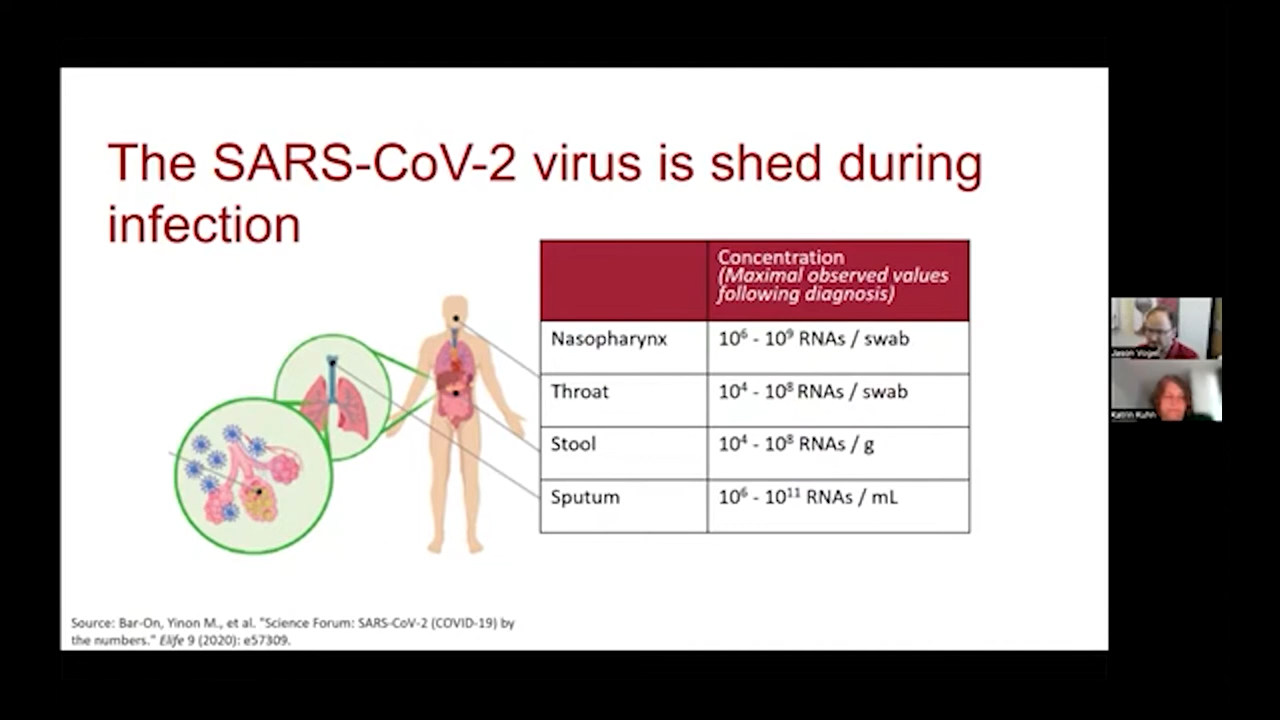 The SARS-CoV-2 virus is shed during
infection
Concentration
(Maximal observed values
following diagnosis)
Nasopharynx
10⁶ - 10⁹ RNAs / swab
Throat
10⁴ - 10⁸ RNAs / swab
Stool
10⁴ - 10⁸ RNAs / g
Sputum
10⁶ - 10¹¹ RNAs / mL
Source: Bar-On, Yinon M., et al. "Science Forum: SARS-CoV-2 (COVID-19) by
the numbers." Elife 9 (2020): e57309.
Jason Vogel
Katrin Kuhn